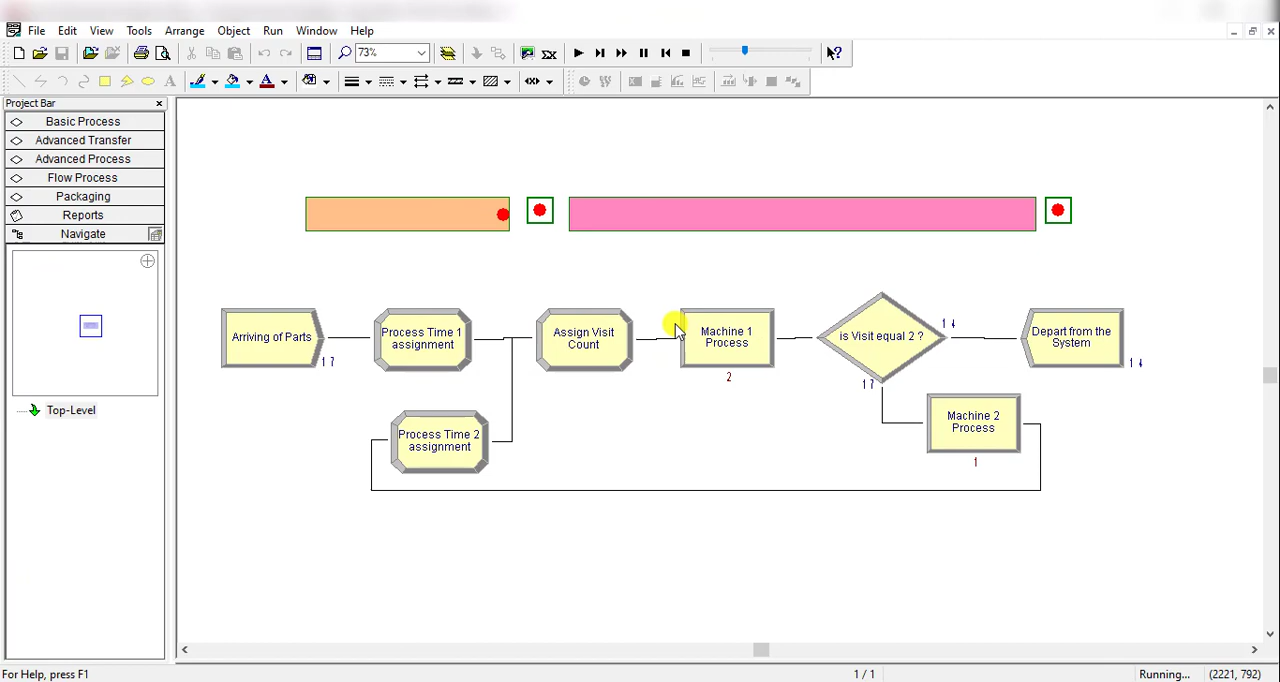 File Edit View Tools Arrange Object Run Window Help
73%
SX
A A
Project Bar
Basic Process
Advanced Transfer
Advanced Process
Flow Process
Packaging
Reports
Navigate
Top-Level
Arriving of Parts
Process Time 1
assignment
Assign Visit
Count
Machine 1
Process
2
is Visit equal 2 ?
Depart from the
System
Process Time 2
assignment
Machine 2
Process
1
For Help, press F1
1 / 1
Running...
(2221, 792)